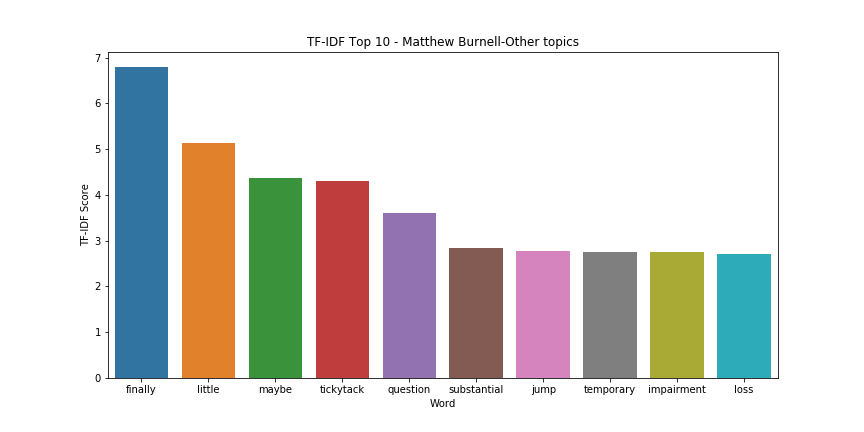 TF-IDF Top 10 - Matthew Burnell-Other topics
TF-IDF Score
7
6
5
4
3
2
1
0
finally little maybe tickytack question substantial jump temporary impairment loss
Word